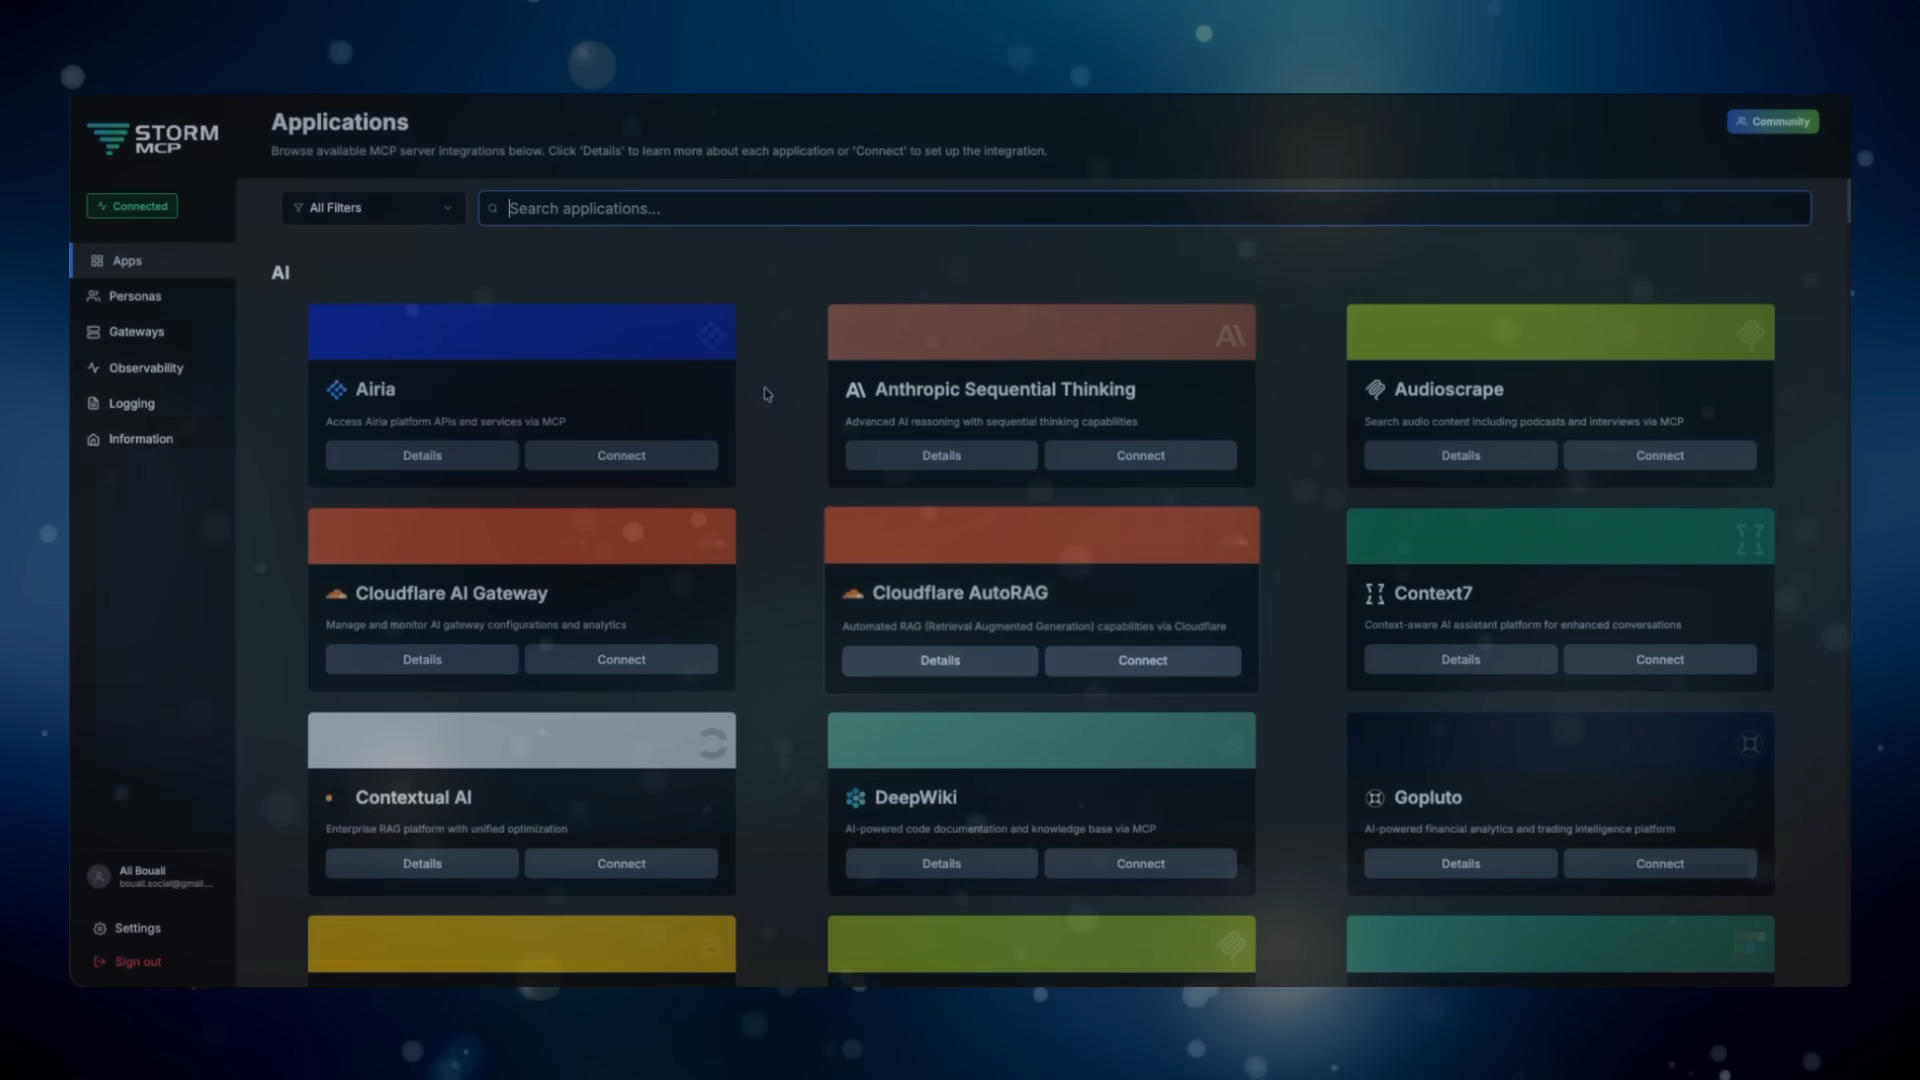 STORM
MCP
Applications
Browse available MCP server integrations below. Click 'Details' to learn more about each application or 'Connect' to set up the integration.
Community
Connected
All Filters
Search applications...
Apps
Personas
Gateways
Observability
Logging
Information
AI
Airia
Access Airia platform APIs and services via MCP
Details
Connect
Anthropic Sequential Thinking
Advanced AI reasoning with sequential thinking capabilities
Details
Connect
Audioscrape
Search audio content including podcasts and interviews via MCP
Details
Connect
Cloudflare AI Gateway
Manage and monitor AI gateway configurations and analytics
Details
Connect
Cloudflare AutoRAG
Automated RAG (Retrieval Augmented Generation) capabilities via Cloudflare
Details
Connect
Context7
Context-aware AI assistant platform for enhanced conversations
Details
Connect
Contextual AI
Enterprise RAG platform with unified optimization
Details
Connect
DeepWiki
AI-powered code documentation and knowledge base via MCP
Details
Connect
Gopluto
AI-powered financial analytics and trading intelligence platform
Details
Connect
Ali Bouali
bouali.social@gmail....
Settings
Sign out